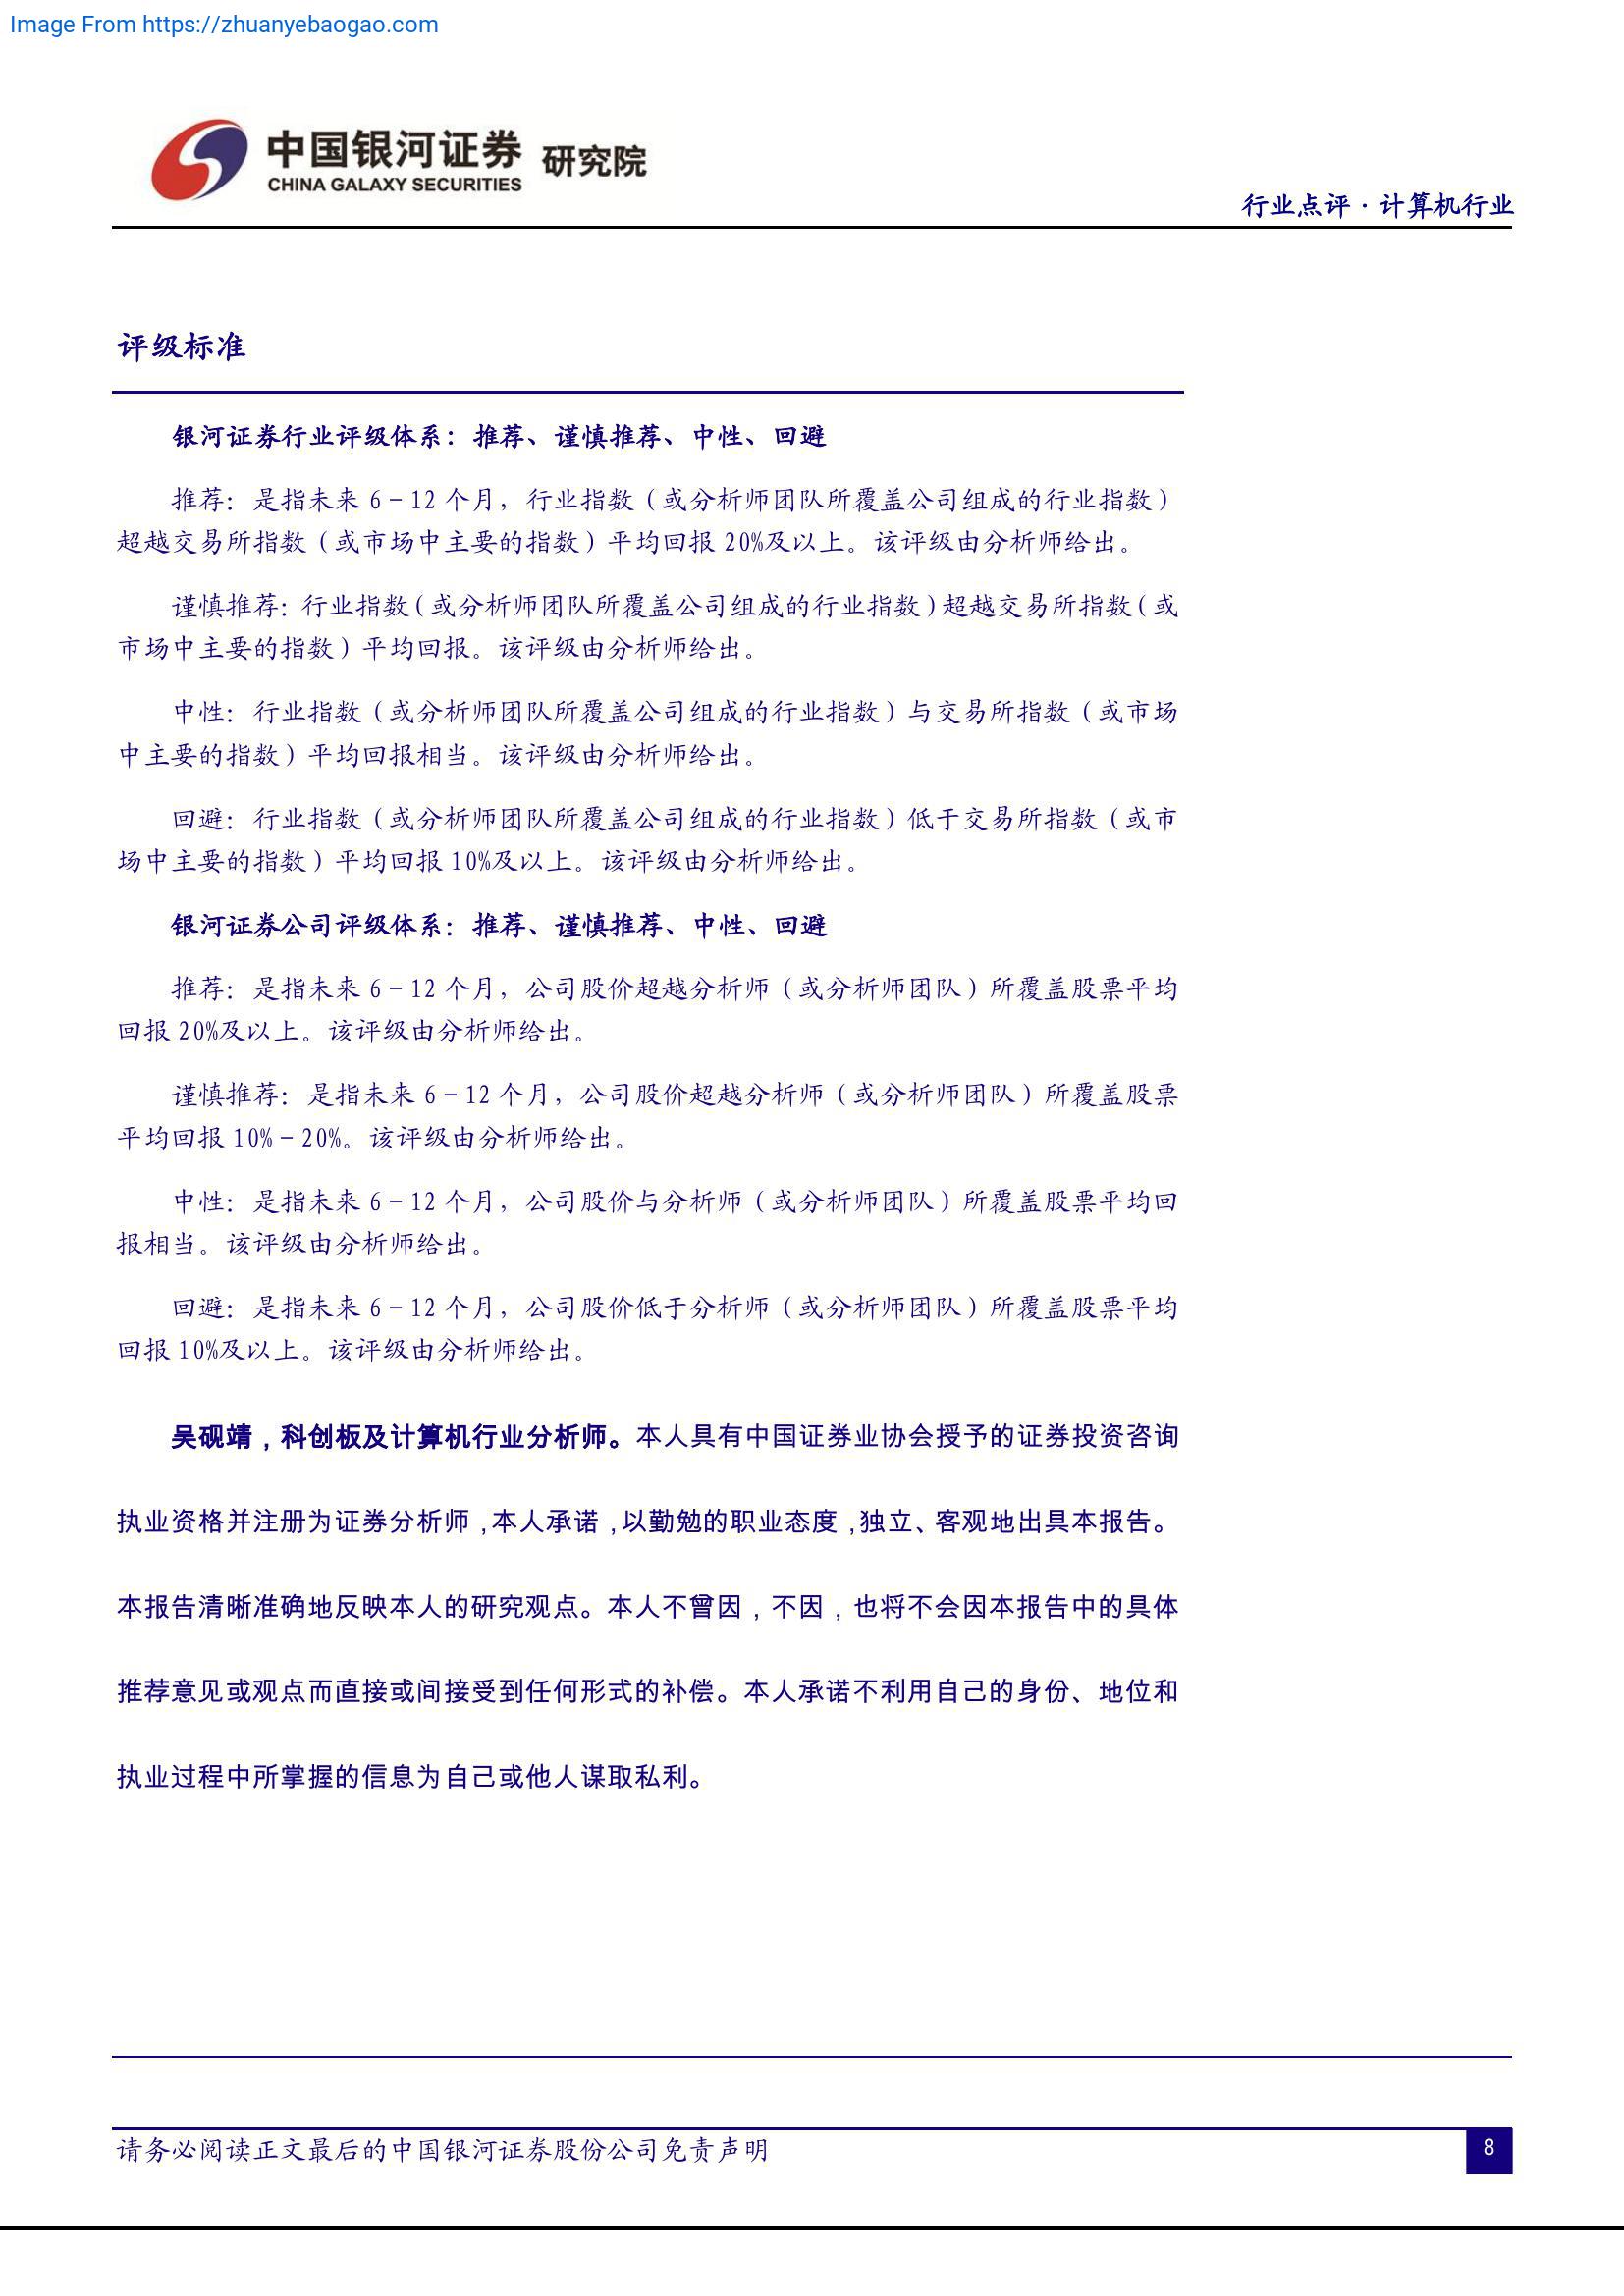 Image From https://zhuanyebaogao.com
中国银河证券 研究院
CHINA GALAXY SECURITIES
行业点评·计算机行业
评级标准
银河证券行业评级体系：推荐、谨慎推荐、中性、回避
推荐：是指未来 6－12 个月，行业指数（或分析师团队所覆盖公司组成的行业指数）
超越交易所指数（或市场中主要的指数）平均回报 20%及以上。该评级由分析师给出。
谨慎推荐：行业指数（或分析师团队所覆盖公司组成的行业指数）超越交易所指数（或
市场中主要的指数）平均回报。该评级由分析师给出。
中性：行业指数（或分析师团队所覆盖公司组成的行业指数）与交易所指数（或市场
中主要的指数）平均回报相当。该评级由分析师给出。
回避：行业指数（或分析师团队所覆盖公司组成的行业指数）低于交易所指数（或市
场中主要的指数）平均回报 10%及以上。该评级由分析师给出。
银河证券公司评级体系：推荐、谨慎推荐、中性、回避
推荐：是指未来 6－12 个月，公司股价超越分析师（或分析师团队）所覆盖股票平均
回报 20%及以上。该评级由分析师给出。
谨慎推荐：是指未来 6－12 个月，公司股价超越分析师（或分析师团队）所覆盖股票
平均回报 10%－20%。该评级由分析师给出。
中性：是指未来 6－12 个月，公司股价与分析师（或分析师团队）所覆盖股票平均回
报相当。该评级由分析师给出。
回避：是指未来 6－12 个月，公司股价低于分析师（或分析师团队）所覆盖股票平均
回报 10%及以上。该评级由分析师给出。
吴砚靖，科创板及计算机行业分析师。本人具有中国证券业协会授予的证券投资咨询
执业资格并注册为证券分析师，本人承诺，以勤勉的职业态度，独立、客观地出具本报告。
本报告清晰准确地反映本人的研究观点。本人不曾因，不因，也将不会因本报告中的具体
推荐意见或观点而直接或间接受到任何形式的补偿。本人承诺不利用自己的身份、地位和
执业过程中所掌握的信息为自己或他人谋取私利。
请务必阅读正文最后的中国银河证券股份公司免责声明
8